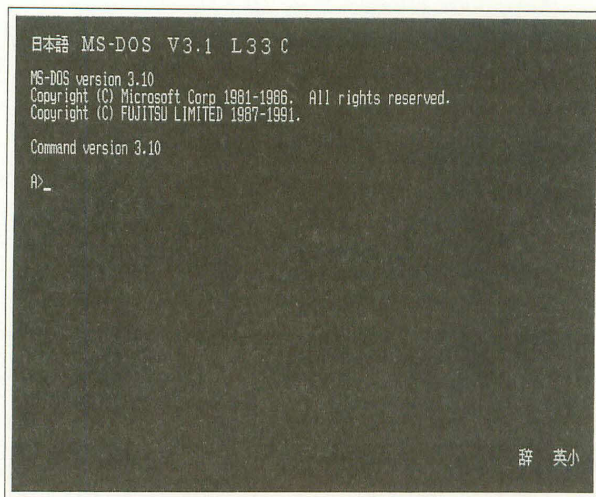 日本語 MS-DOS V3.1 L33 C
MS-DOS version 3.10
Copyright (C) Microsoft Corp 1981-1986. All rights reserved.
Copyright (C) FUJITSU LIMITED 1987-1991.
Command version 3.10
A>_
辞 英小